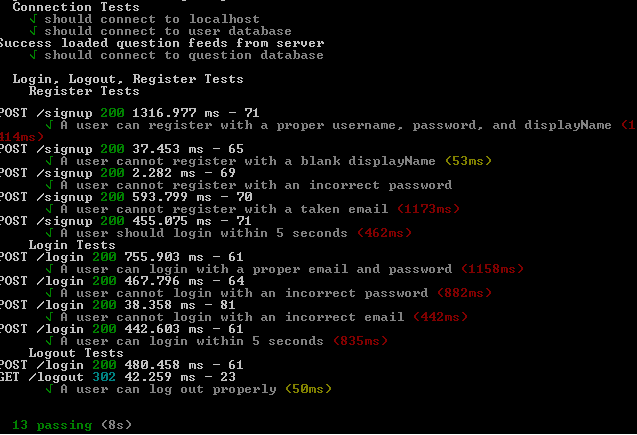 Connection Tests
√ should connect to localhost
√ should connect to user database
Success loaded question feeds from server
√ should connect to question database
Login, Logout, Register Tests
Register Tests
POST /signup 200 1316.977 ms - 71
√ A user can register with a proper username, password, and displayName (1
414ms)
POST /signup 200 37.453 ms - 65
√ A user cannot register with a blank displayName (53ms)
POST /signup 200 2.282 ms - 69
√ A user cannot register with an incorrect password
POST /signup 200 593.799 ms - 70
√ A user cannot register with a taken email (1173ms)
POST /signup 200 455.075 ms - 71
√ A user should login within 5 seconds (462ms)
Login Tests
POST /login 200 755.903 ms - 61
√ A user can login with a proper email and password (1158ms)
POST /login 200 467.796 ms - 64
√ A user cannot login with an incorrect password (882ms)
POST /login 200 38.358 ms - 81
√ A user cannot login with an incorrect email (442ms)
POST /login 200 442.603 ms - 61
√ A user can login within 5 seconds (835ms)
Logout Tests
POST /login 200 480.458 ms - 61
GET /logout 302 42.259 ms - 23
√ A user can log out properly (50ms)
13 passing (8s)